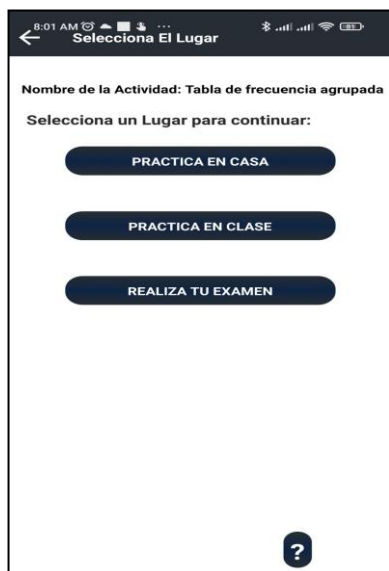 8:01 AM
Selecciona El Lugar
Nombre de la Actividad: Tabla de frecuencia agrupada
Selecciona un Lugar para continuar:
PRACTICA EN CASA
PRACTICA EN CLASE
REALIZA TU EXAMEN
?